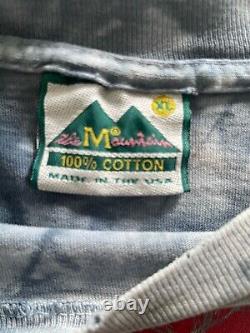 XL
the Mountain
100% COTTON
MADE IN THE USA